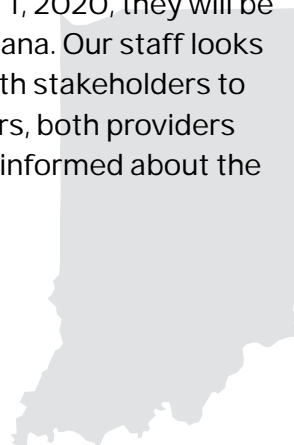 1, 2020, they will be
ana. Our staff looks
th stakeholders to
rs, both providers
informed about the